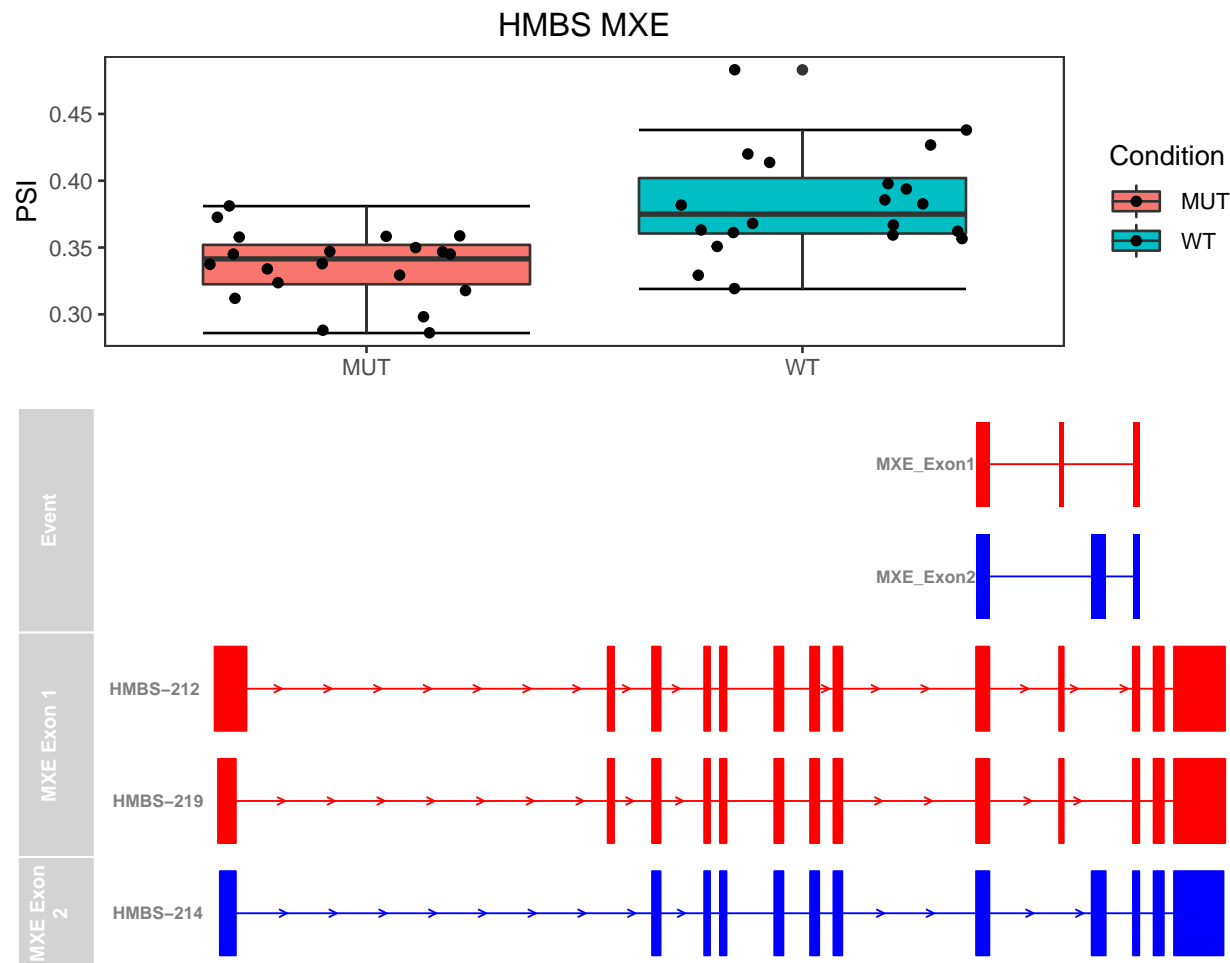 HMBS MXE
PSI
0.45
0.40
0.35
0.30
MUT
WT
Condition
MUT
WT
Event
MXE_Exon1
MXE_Exon2
MXE Exon 1
HMBS−212
HMBS−219
MXE Exon
2
HMBS−214